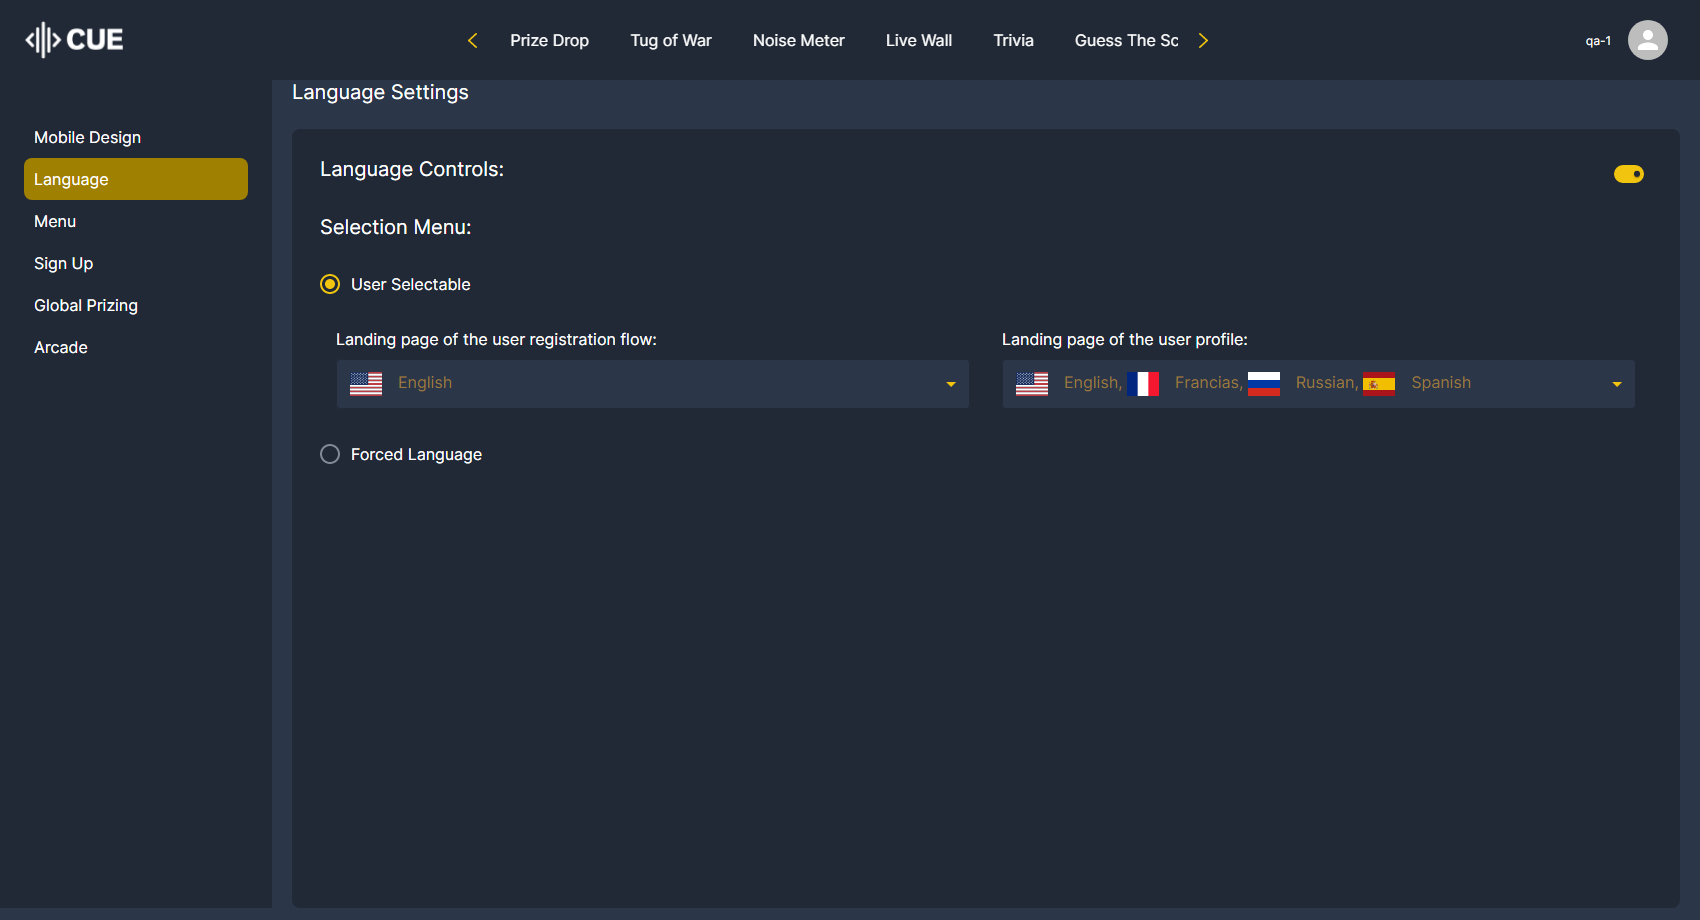 CUE
Prize Drop
Tug of War
Noise Meter
Live Wall
Trivia
Guess The Sc
qa-1
Mobile Design
Language
Menu
Sign Up
Global Prizing
Arcade
Language Settings
Language Controls:
Selection Menu:
User Selectable
Landing page of the user registration flow:
English
Landing page of the user profile:
English, Francias, Russian, Spanish
Forced Language